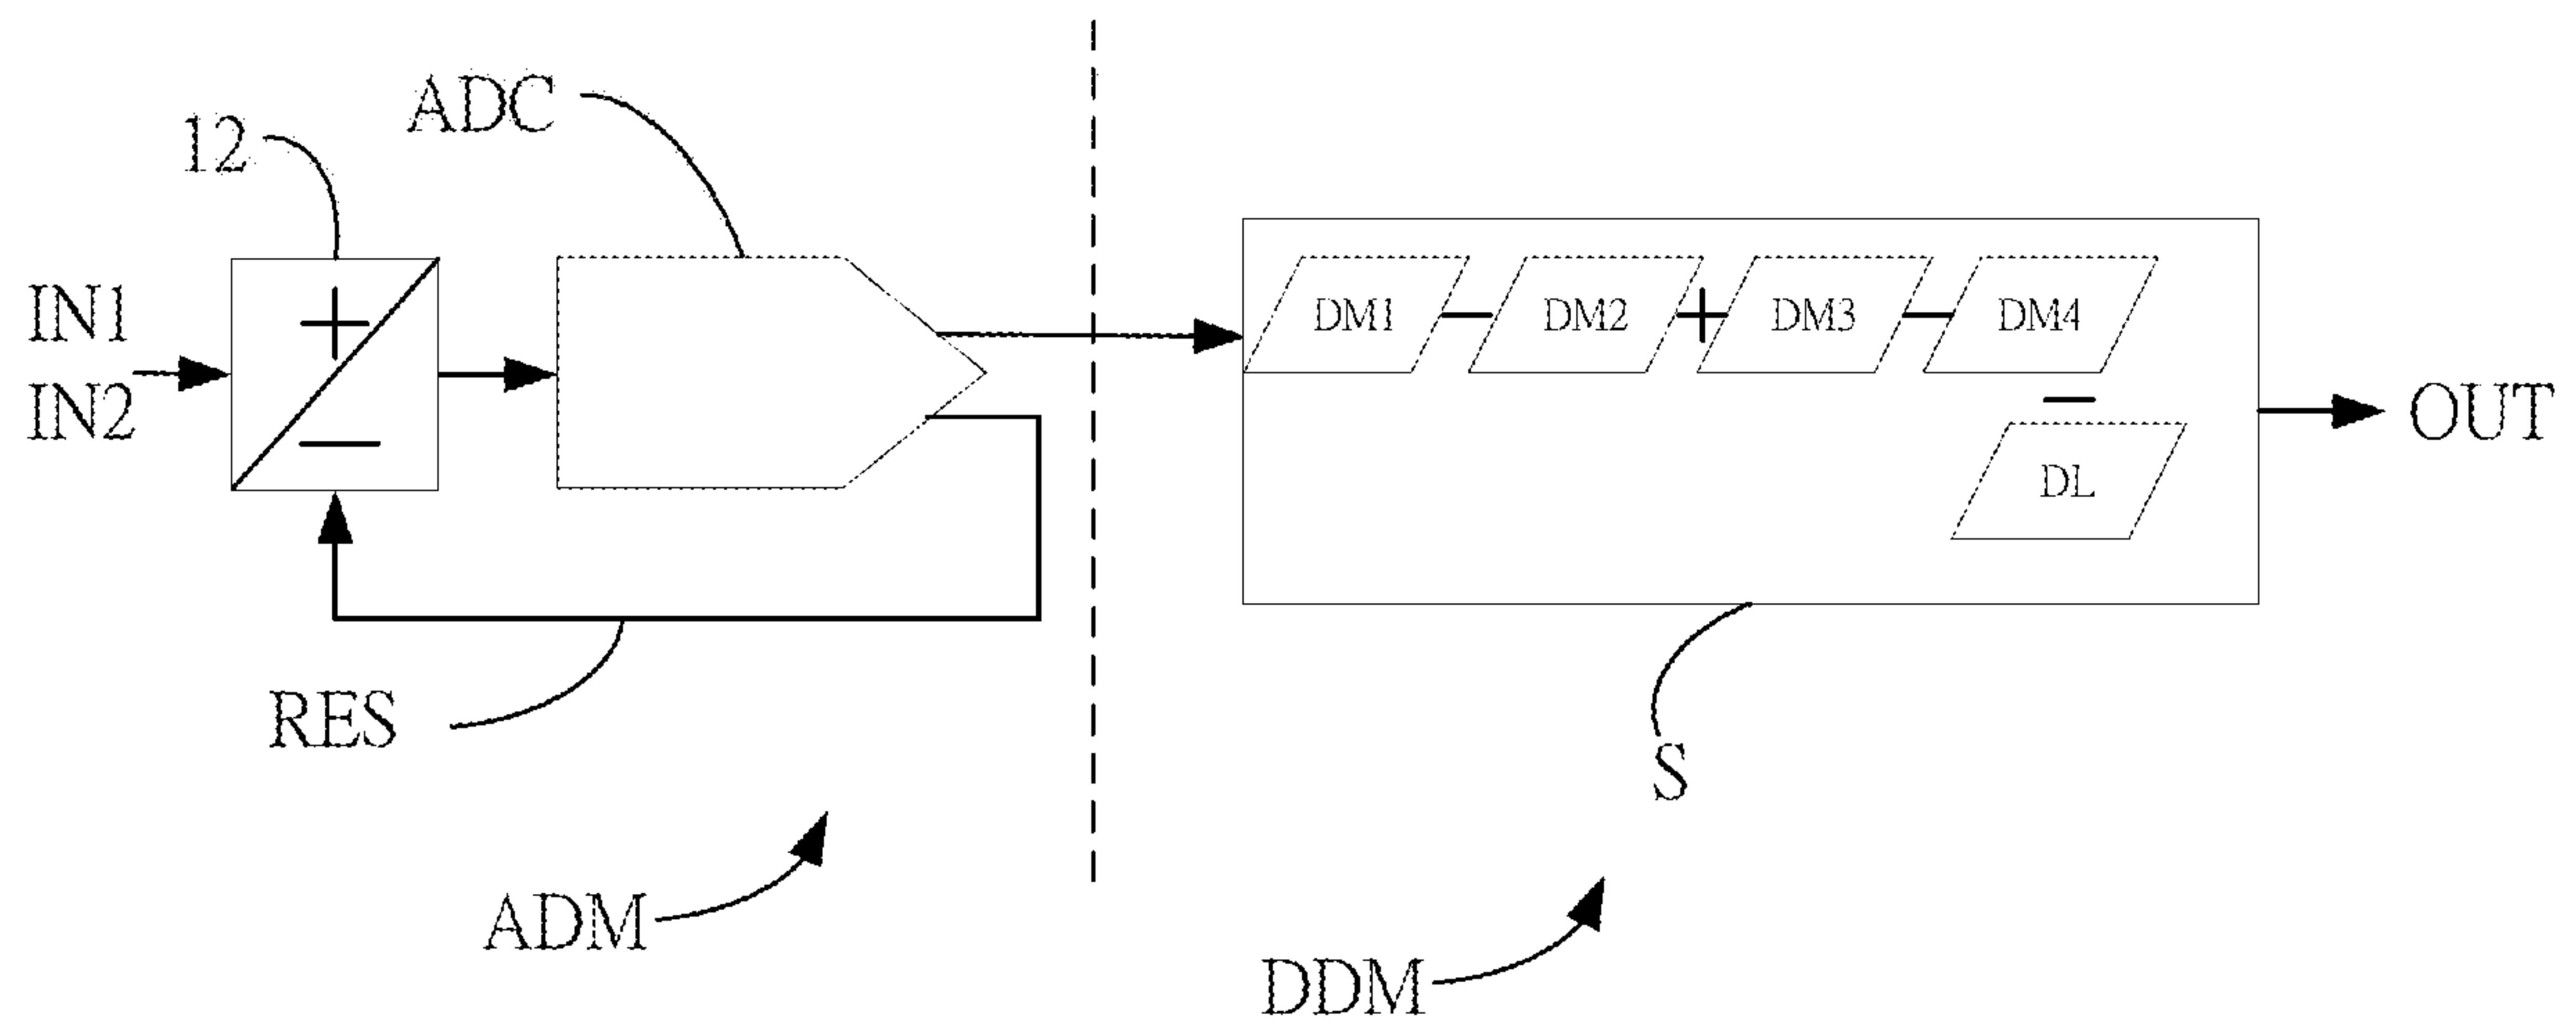 ADC
12
IN1
IN2
+
—
DM1 — DM2 + DM3 — DM4
—
DL
OUT
RES
S
ADM
DDM